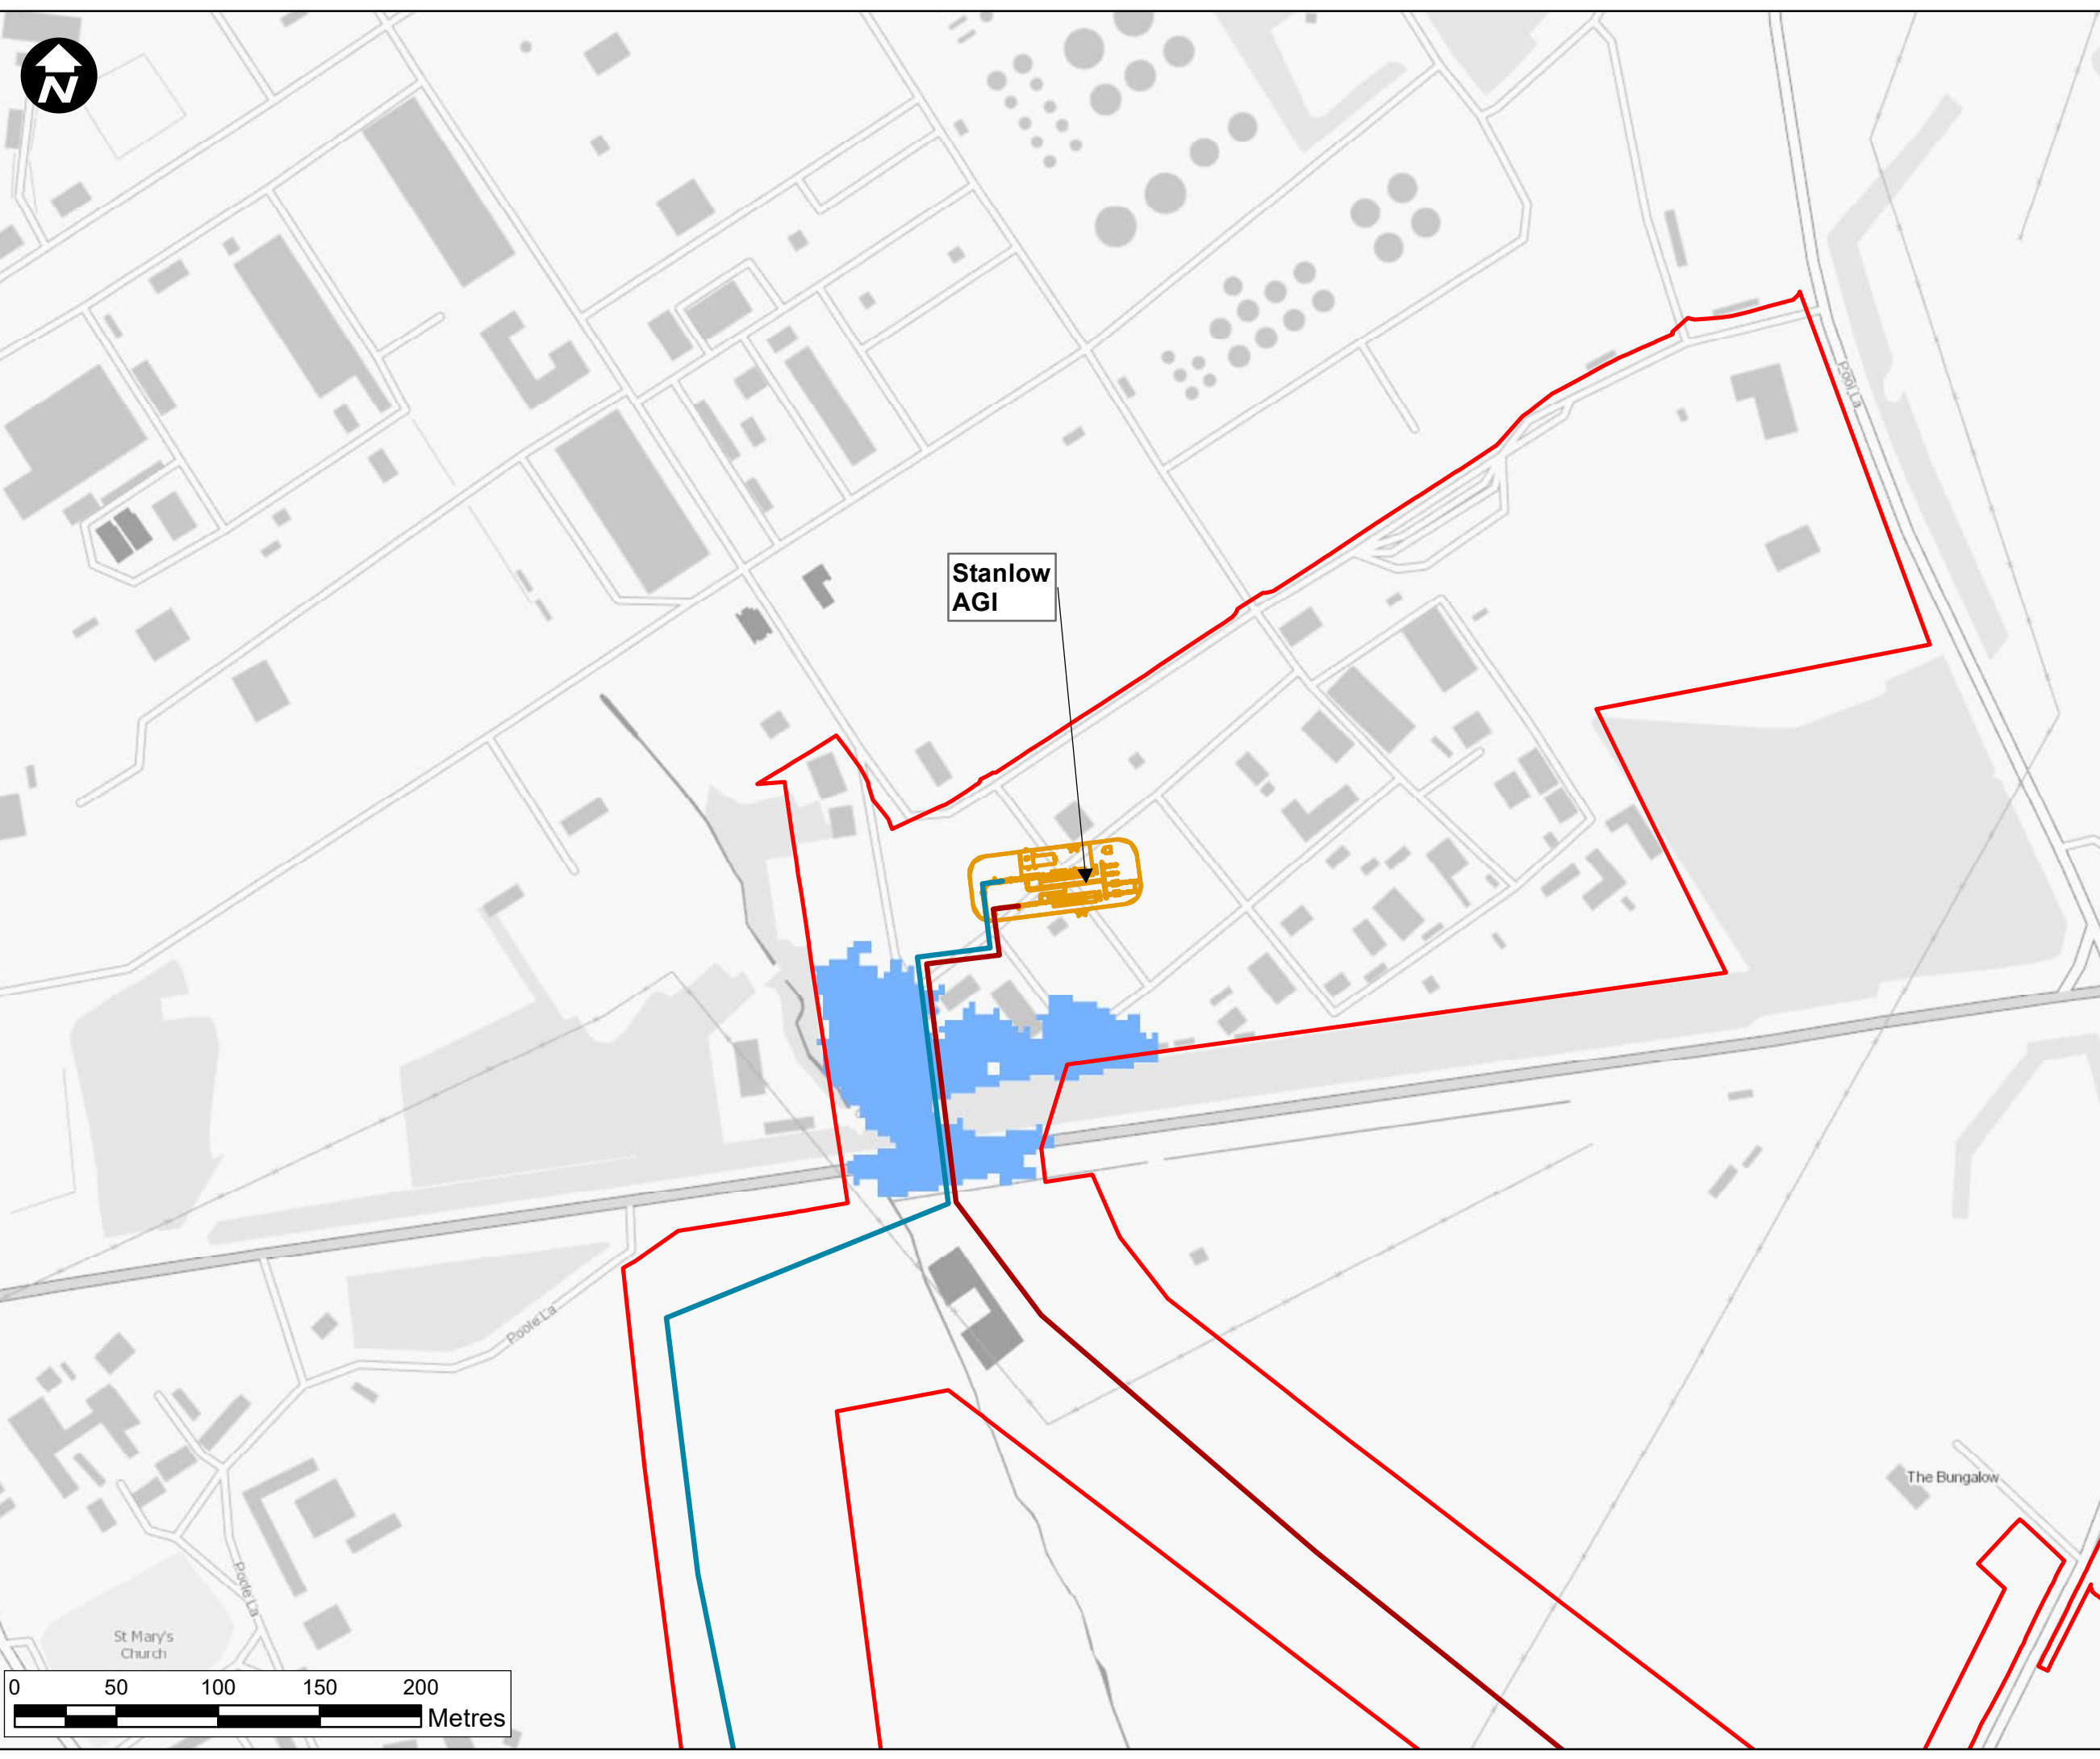 N
Pool La
Stanlow
AGI
Poole La
The Bungalow
Poole La
St Mary's
Church
0 50 100 150 200
Metres